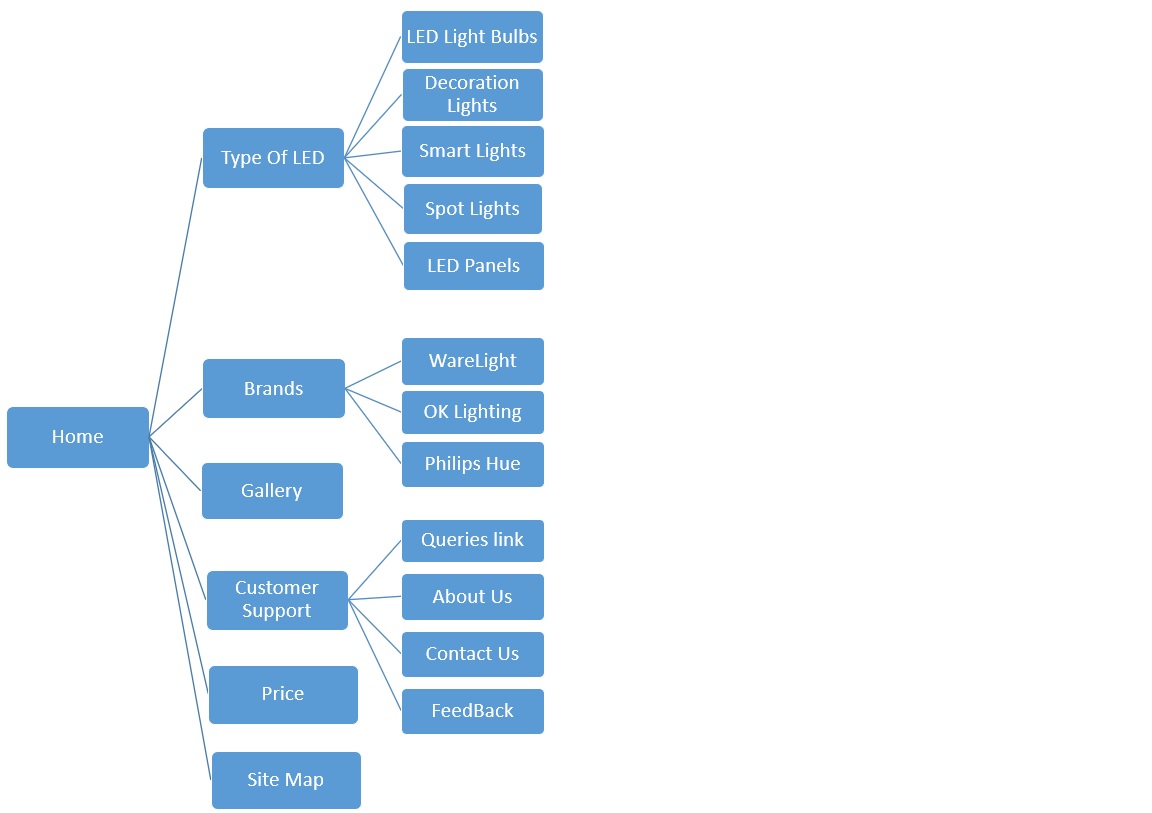 Home
Type Of LED
LED Light Bulbs
Decoration
Lights
Smart Lights
Spot Lights
LED Panels
Brands
WareLight
OK Lighting
Philips Hue
Gallery
Customer
Support
Queries link
About Us
Contact Us
FeedBack
Price
Site Map